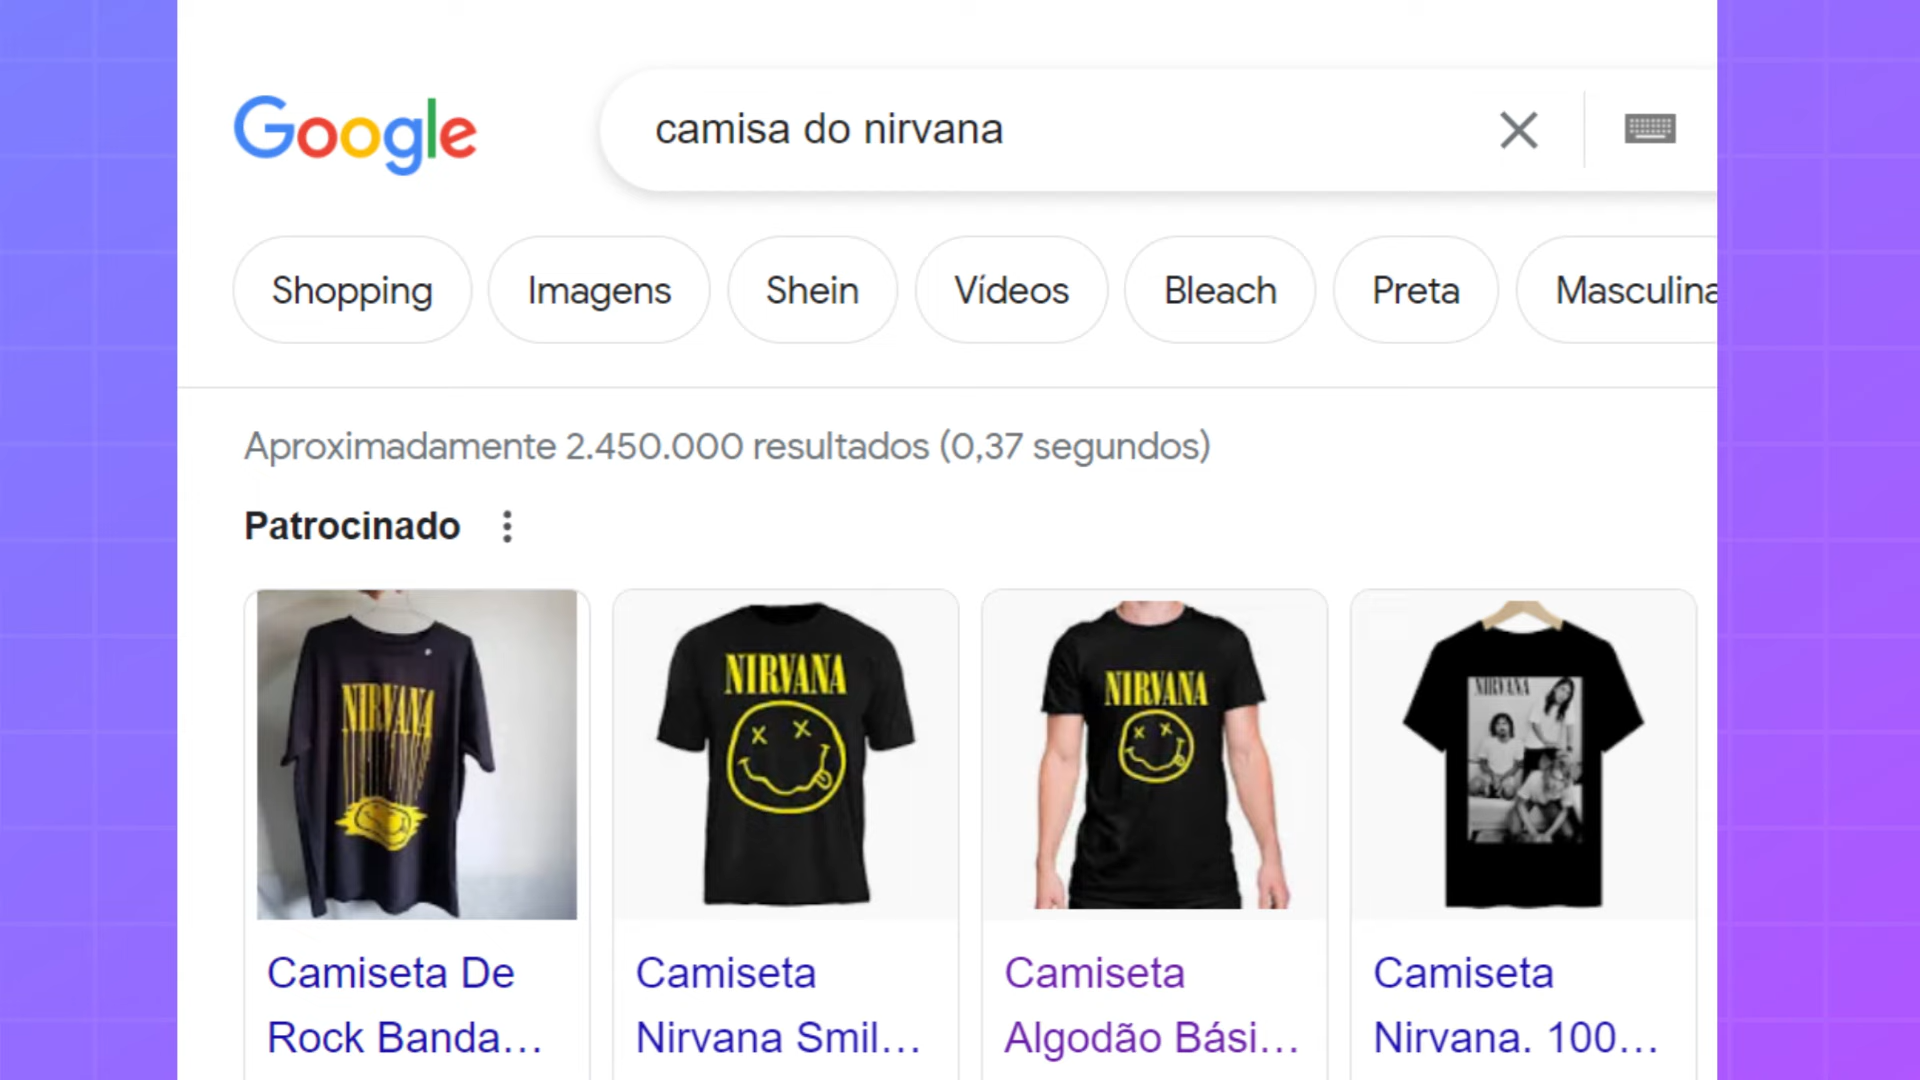 Google
camisa do nirvana
Shopping
Imagens
Shein
Vídeos
Bleach
Preta
Masculina
Aproximadamente 2.450.000 resultados (0,37 segundos)
Patrocinado
NIRVANA
NIRVANA
NIRVANA
NIRVANA
Camiseta De
Rock Banda...
Camiseta
Nirvana Smil...
Camiseta
Algodão Bási...
Camiseta
Nirvana. 100...